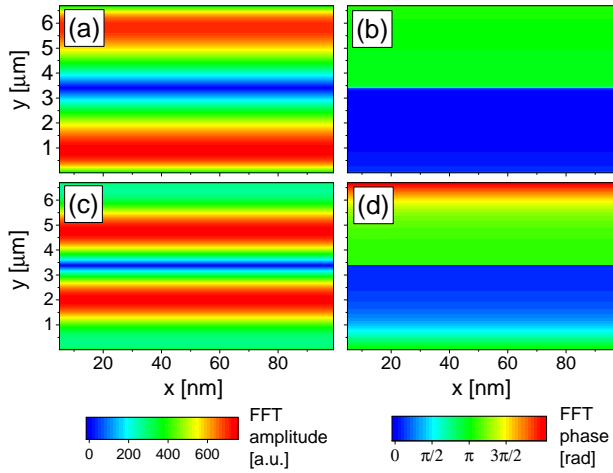 (a)
(b)
y [μm]
6
5
4
3
2
1
(c)
(d)
y [μm]
6
5
4
3
2
1
20 40 60 80
20 40 60 80
x [nm]
x [nm]
FFT
amplitude
[a.u.]
0 200 400 600
FFT
phase
[rad]
0 π/2 π 3π/2